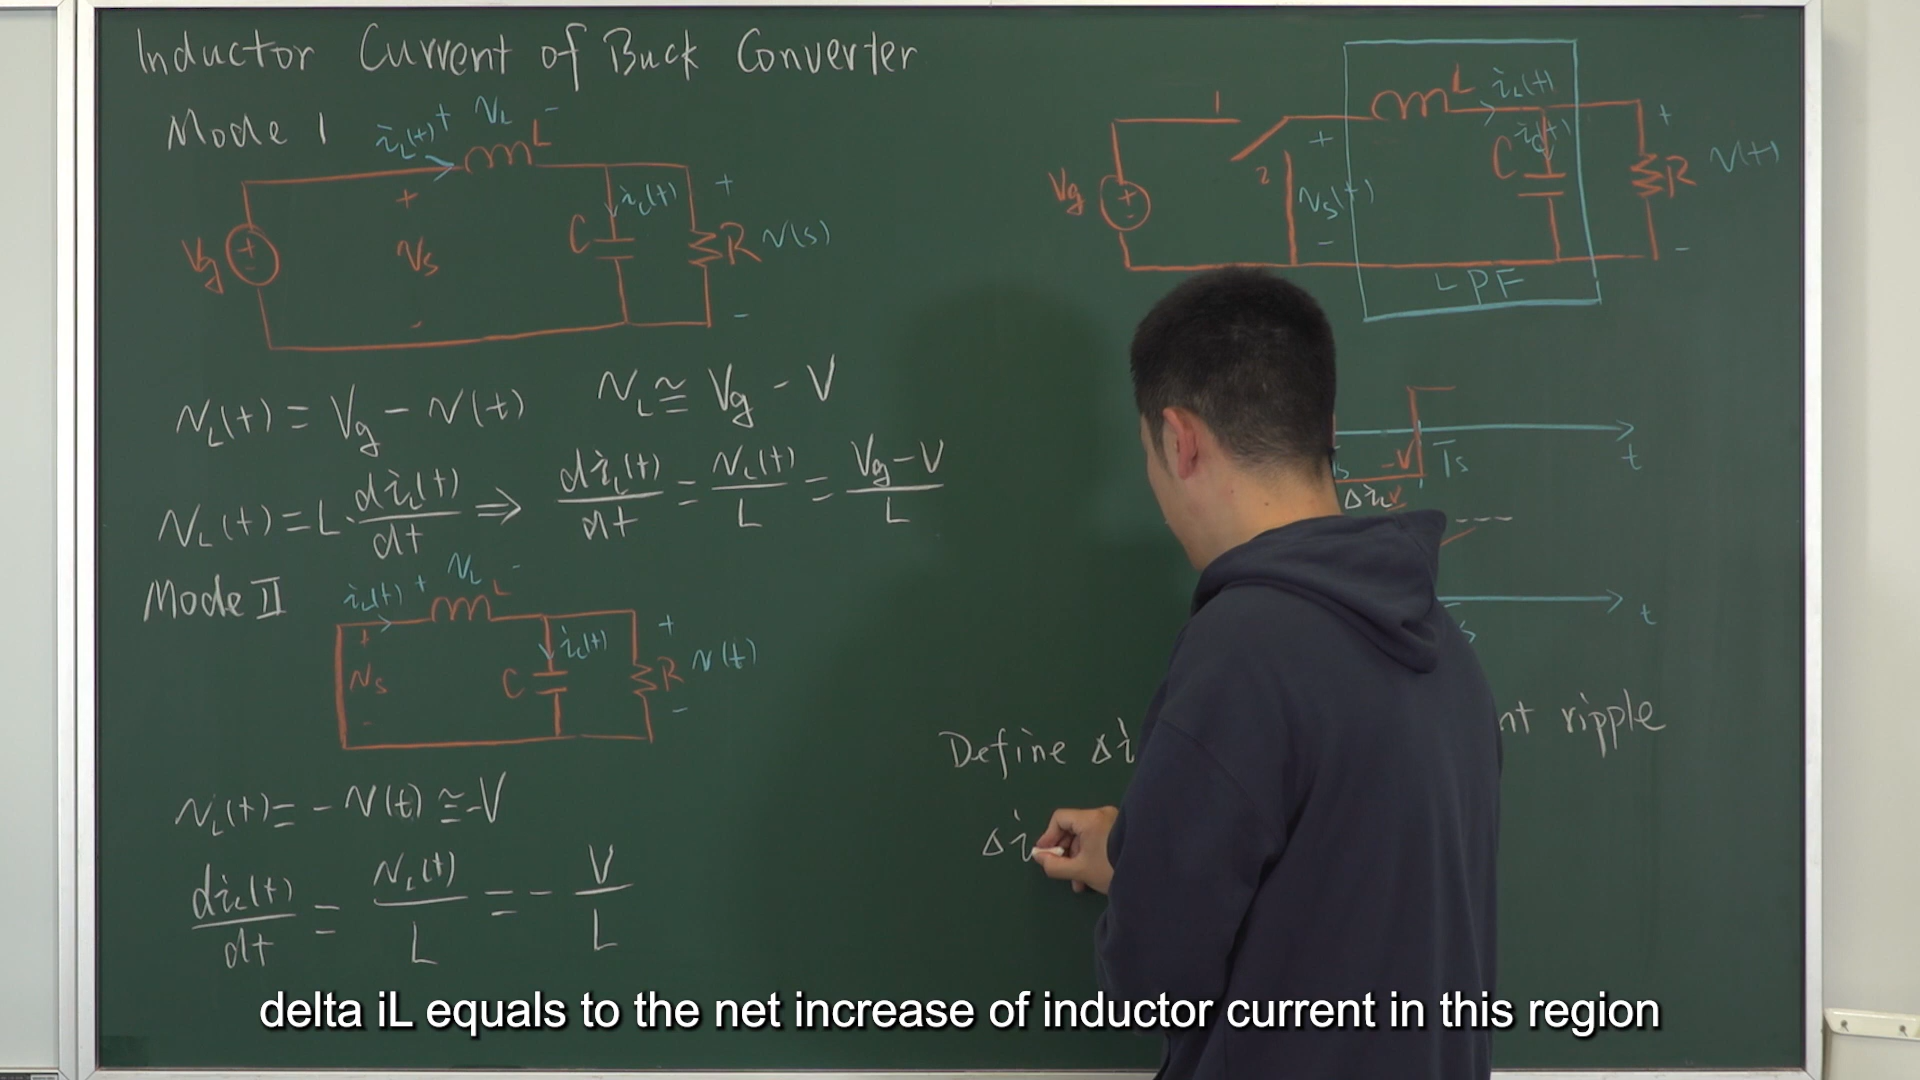 Inductor Current of Buck Converter
Mode 1
iL(t) + VL - L
Vg + - + Vs - C ic(t) + R V(s) -
VL(t) = Vg - V(t) VL ≅ Vg - V
VL(t) = L · diL(t)/dt ⇒ diL(t)/dt = VL(t)/L = Vg-V/L
Mode II
iL(t) + VL - L
+ Vs - C ic(t) + R V(t) -
VL(t) = - V(t) ≅ -V
diL(t)/dt = VL(t)/L = - V/L
1 L iL(t)
Vg + - 2 + Vs(t) - C ic(t) + R V(t) -
LPF
-V Ts t
ΔiL
t
Define Δi nt ripple
Δi
delta iL equals to the net increase of inductor current in this region